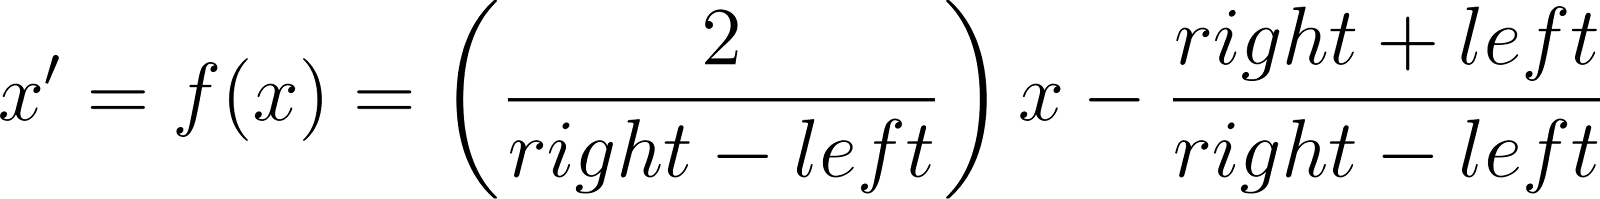 x′ = f(x) = (2 / (right − left)) x − (right + left) / (right − left)